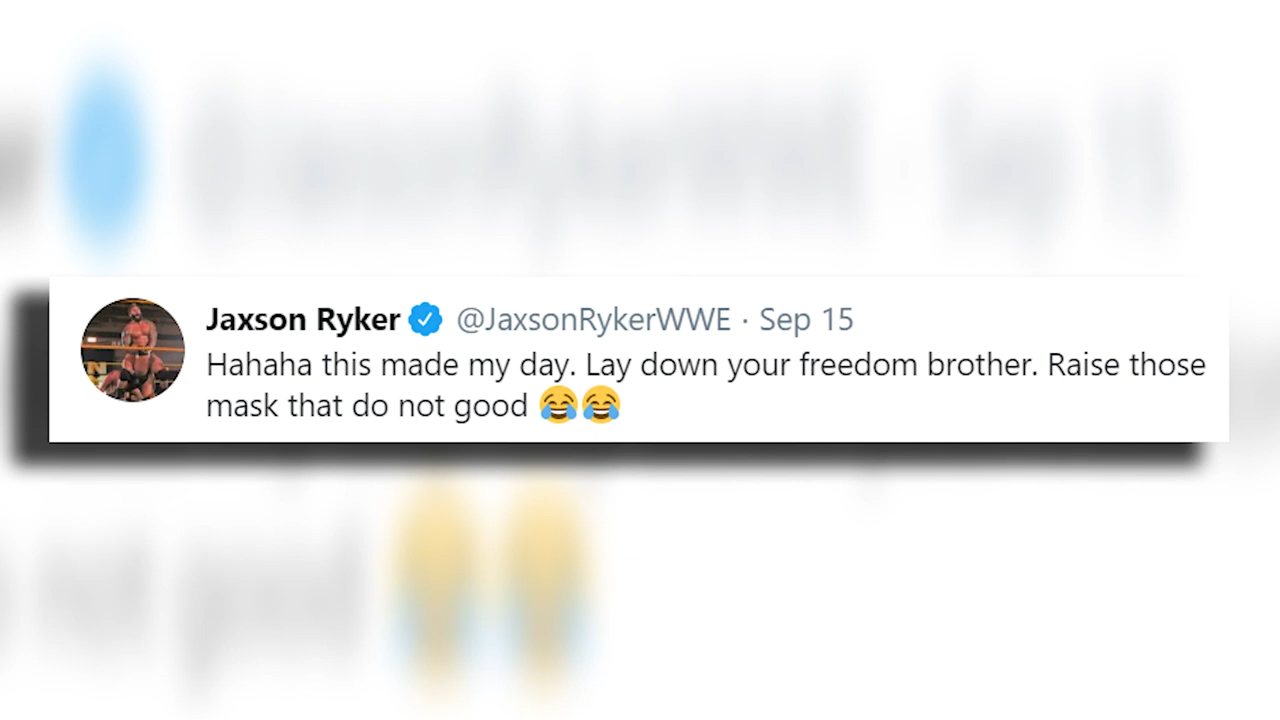 Jaxson Ryker @JaxsonRykerWWE · Sep 15
Hahaha this made my day. Lay down your freedom brother. Raise those
mask that do not good 😂😂